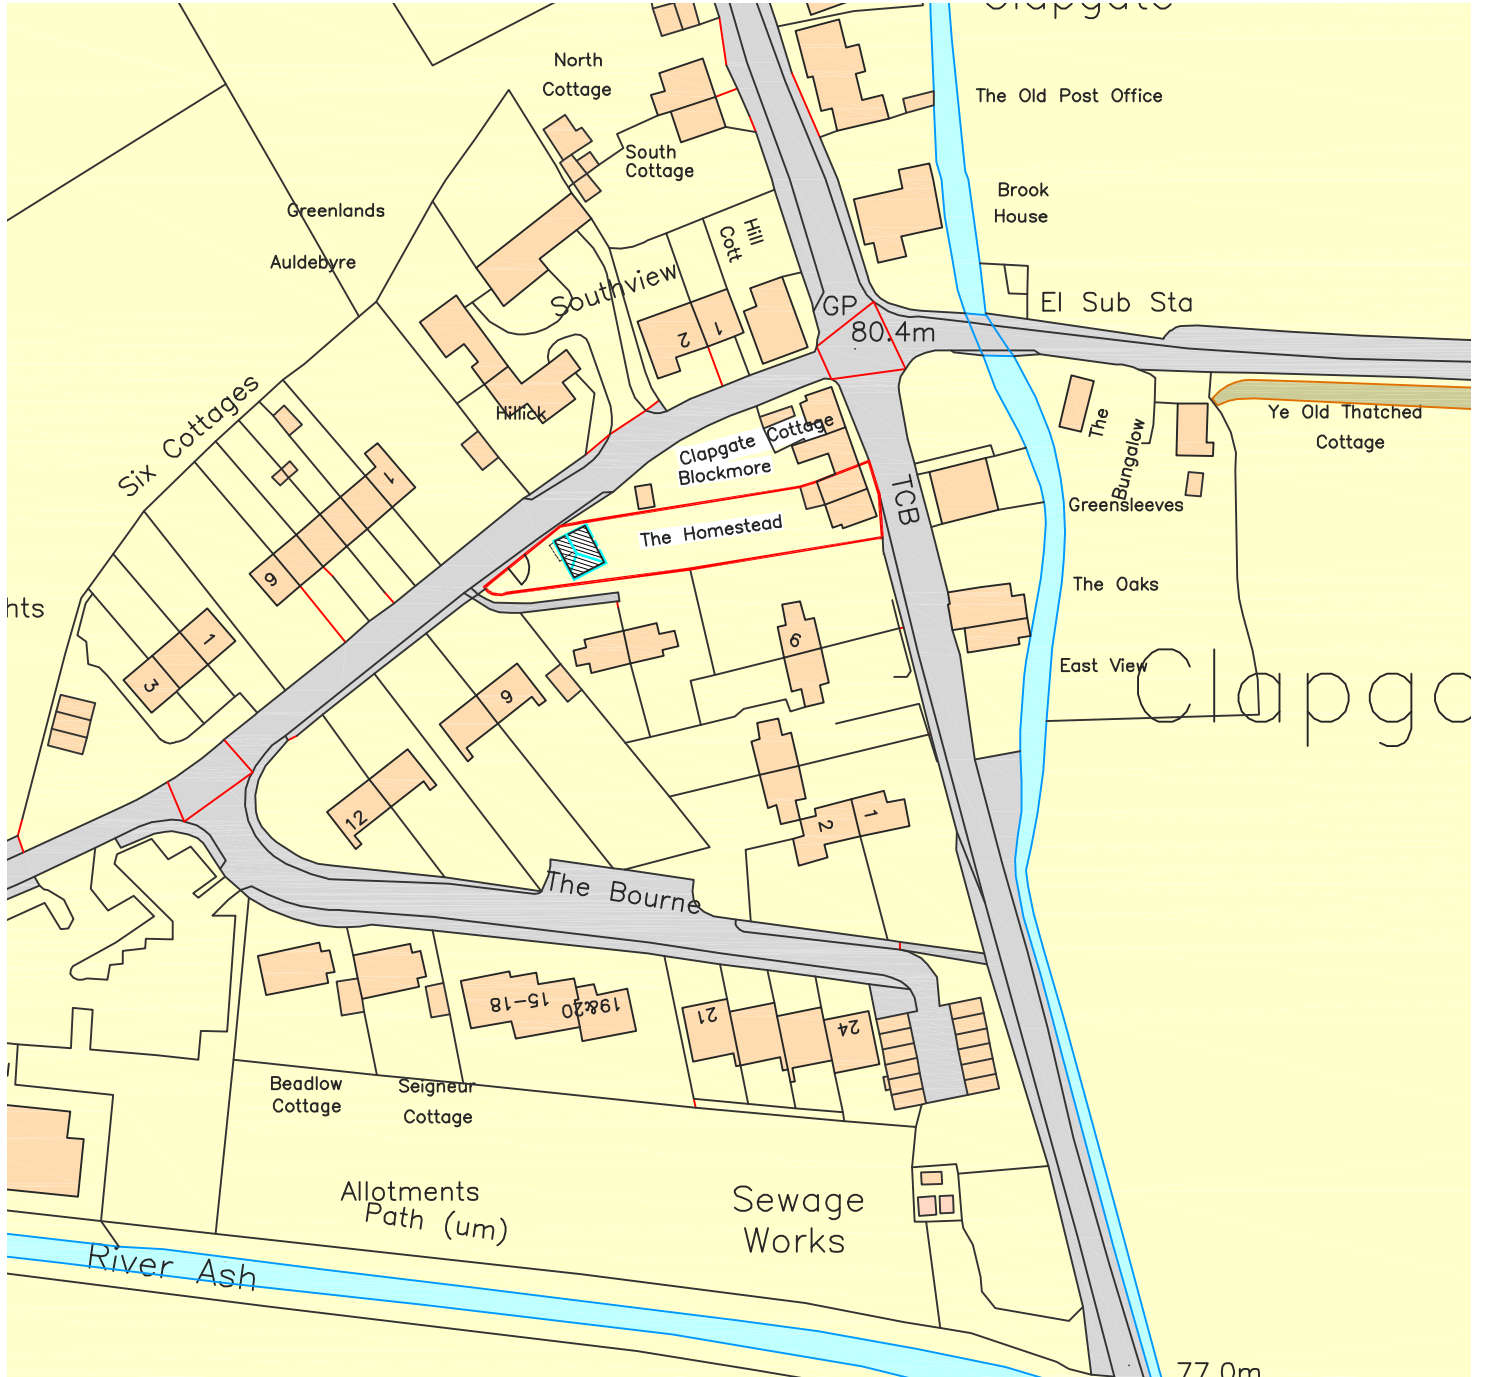 Clapgate
North
Cottage
The Old Post Office
South
Cottage
Brook
House
Greenlands
Hill
Cott
Auldebyre
Southview
GP
El Sub Sta
80.4m
1
2
Six Cottages
Hillick
The
Bungalow
Ye Old Thatched
Cottage
Clapgate Cottage
Blockmore
1
TCB
Greensleeves
The Homestead
6
The Oaks
nts
1
3
6
East View
Clapga
9
12
2
1
The Bourne
15-18
19&20
21
24
Beadlow
Cottage
Seigneur
Cottage
Allotments
Path (um)
Sewage
Works
River Ash
77.0m